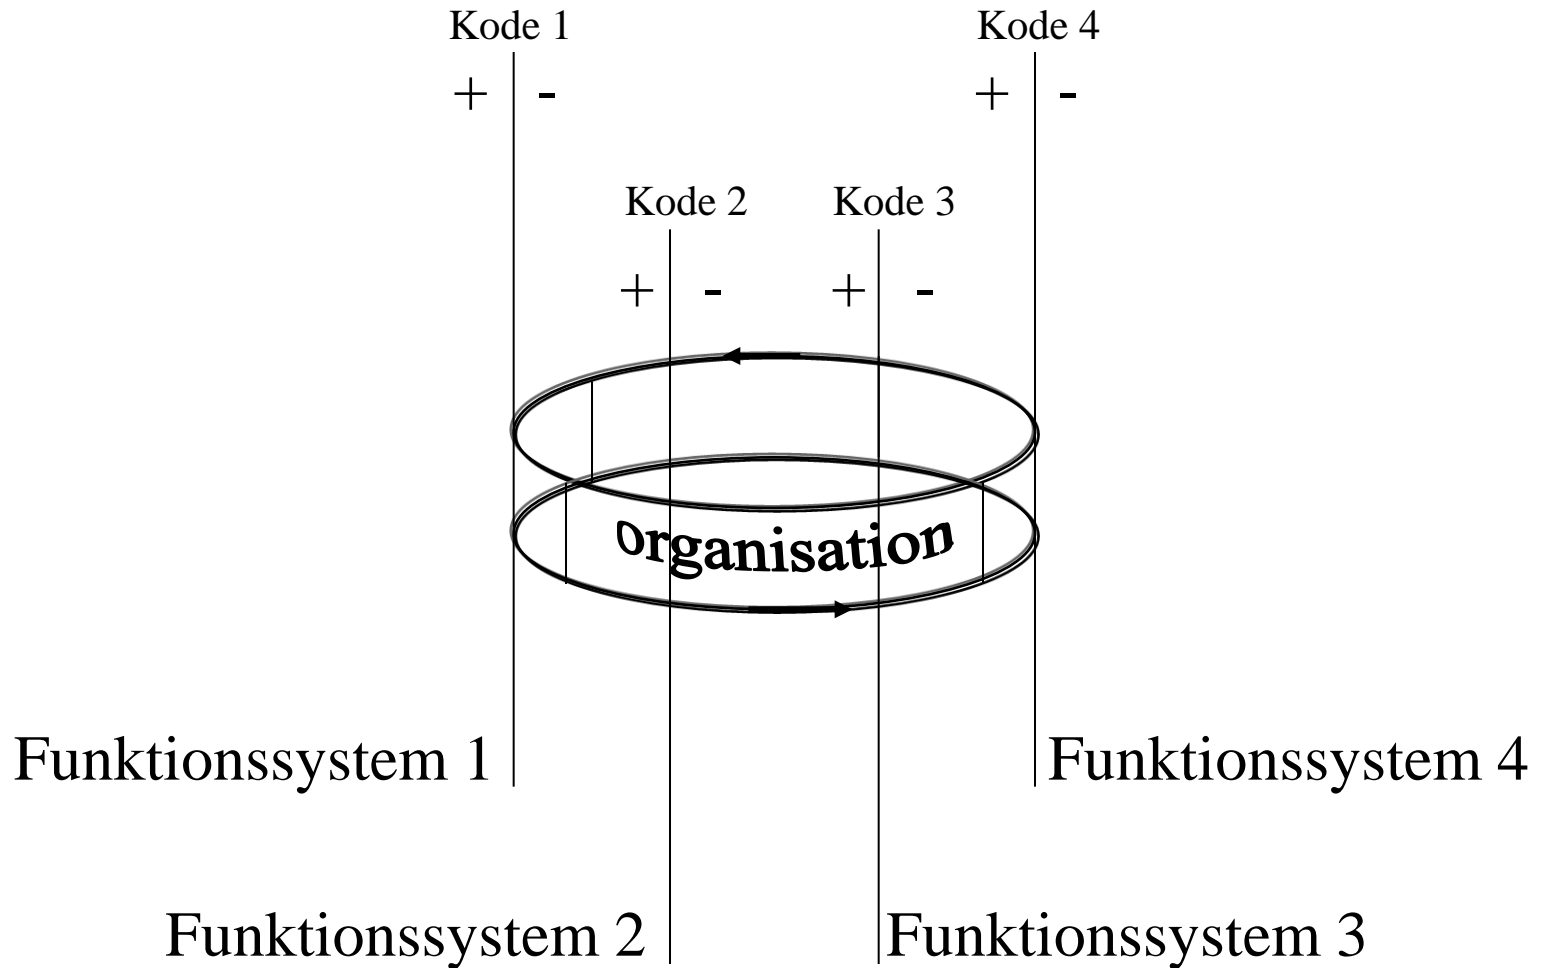 Kode 1
Kode 4
+ -
+ -
Kode 2
Kode 3
+ -
+ -
organisation
Funktionssystem 1
Funktionssystem 4
Funktionssystem 2
Funktionssystem 3